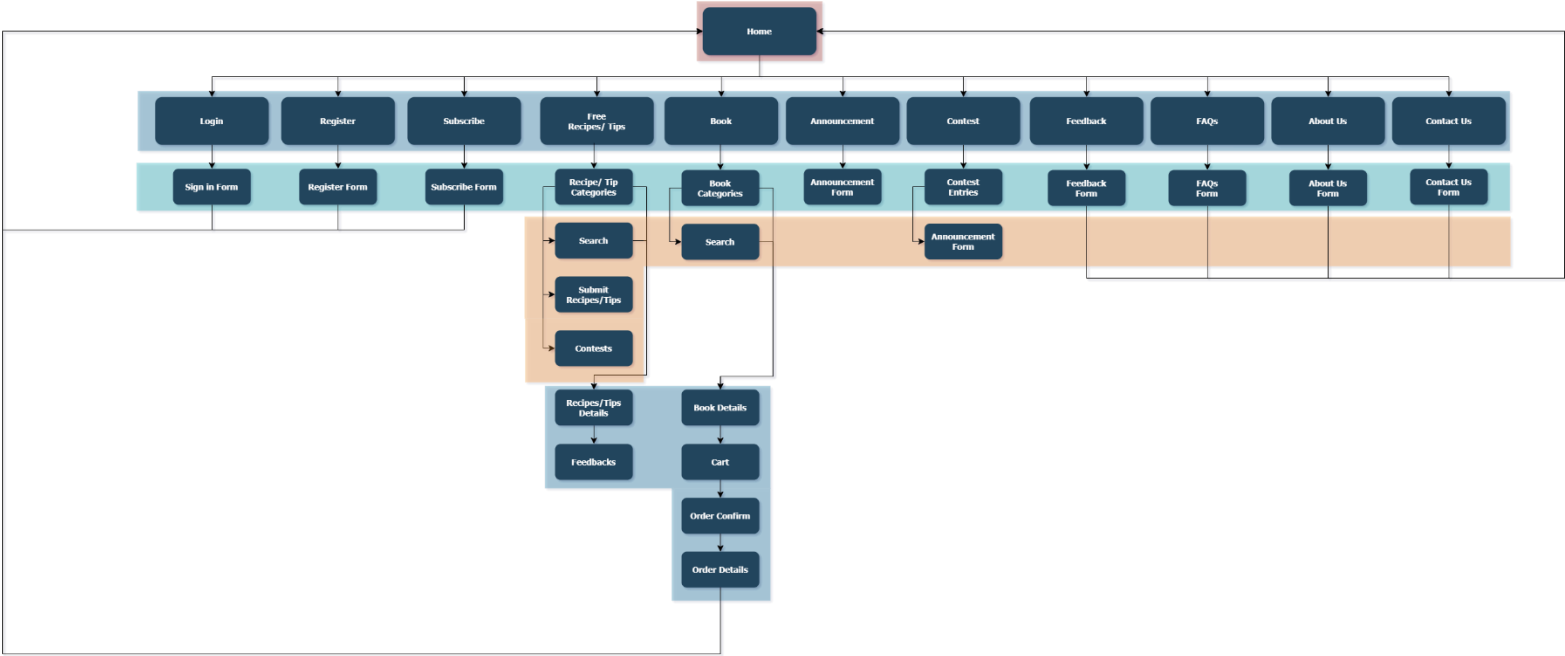 Home
Login
Register
Subscribe
Free
Recipes/ Tips
Book
Announcement
Contest
Feedback
FAQs
About Us
Contact Us
Sign in Form
Register Form
Subscribe Form
Recipe/ Tip
Categories
Book
Categories
Announcement
Form
Contest
Entries
Feedback
Form
FAQs
Form
About Us
Form
Contact Us
Form
Search
Search
Announcement
Form
Submit
Recipes/Tips
Contests
Recipes/Tips
Details
Book Details
Feedbacks
Cart
Order Confirm
Order Details